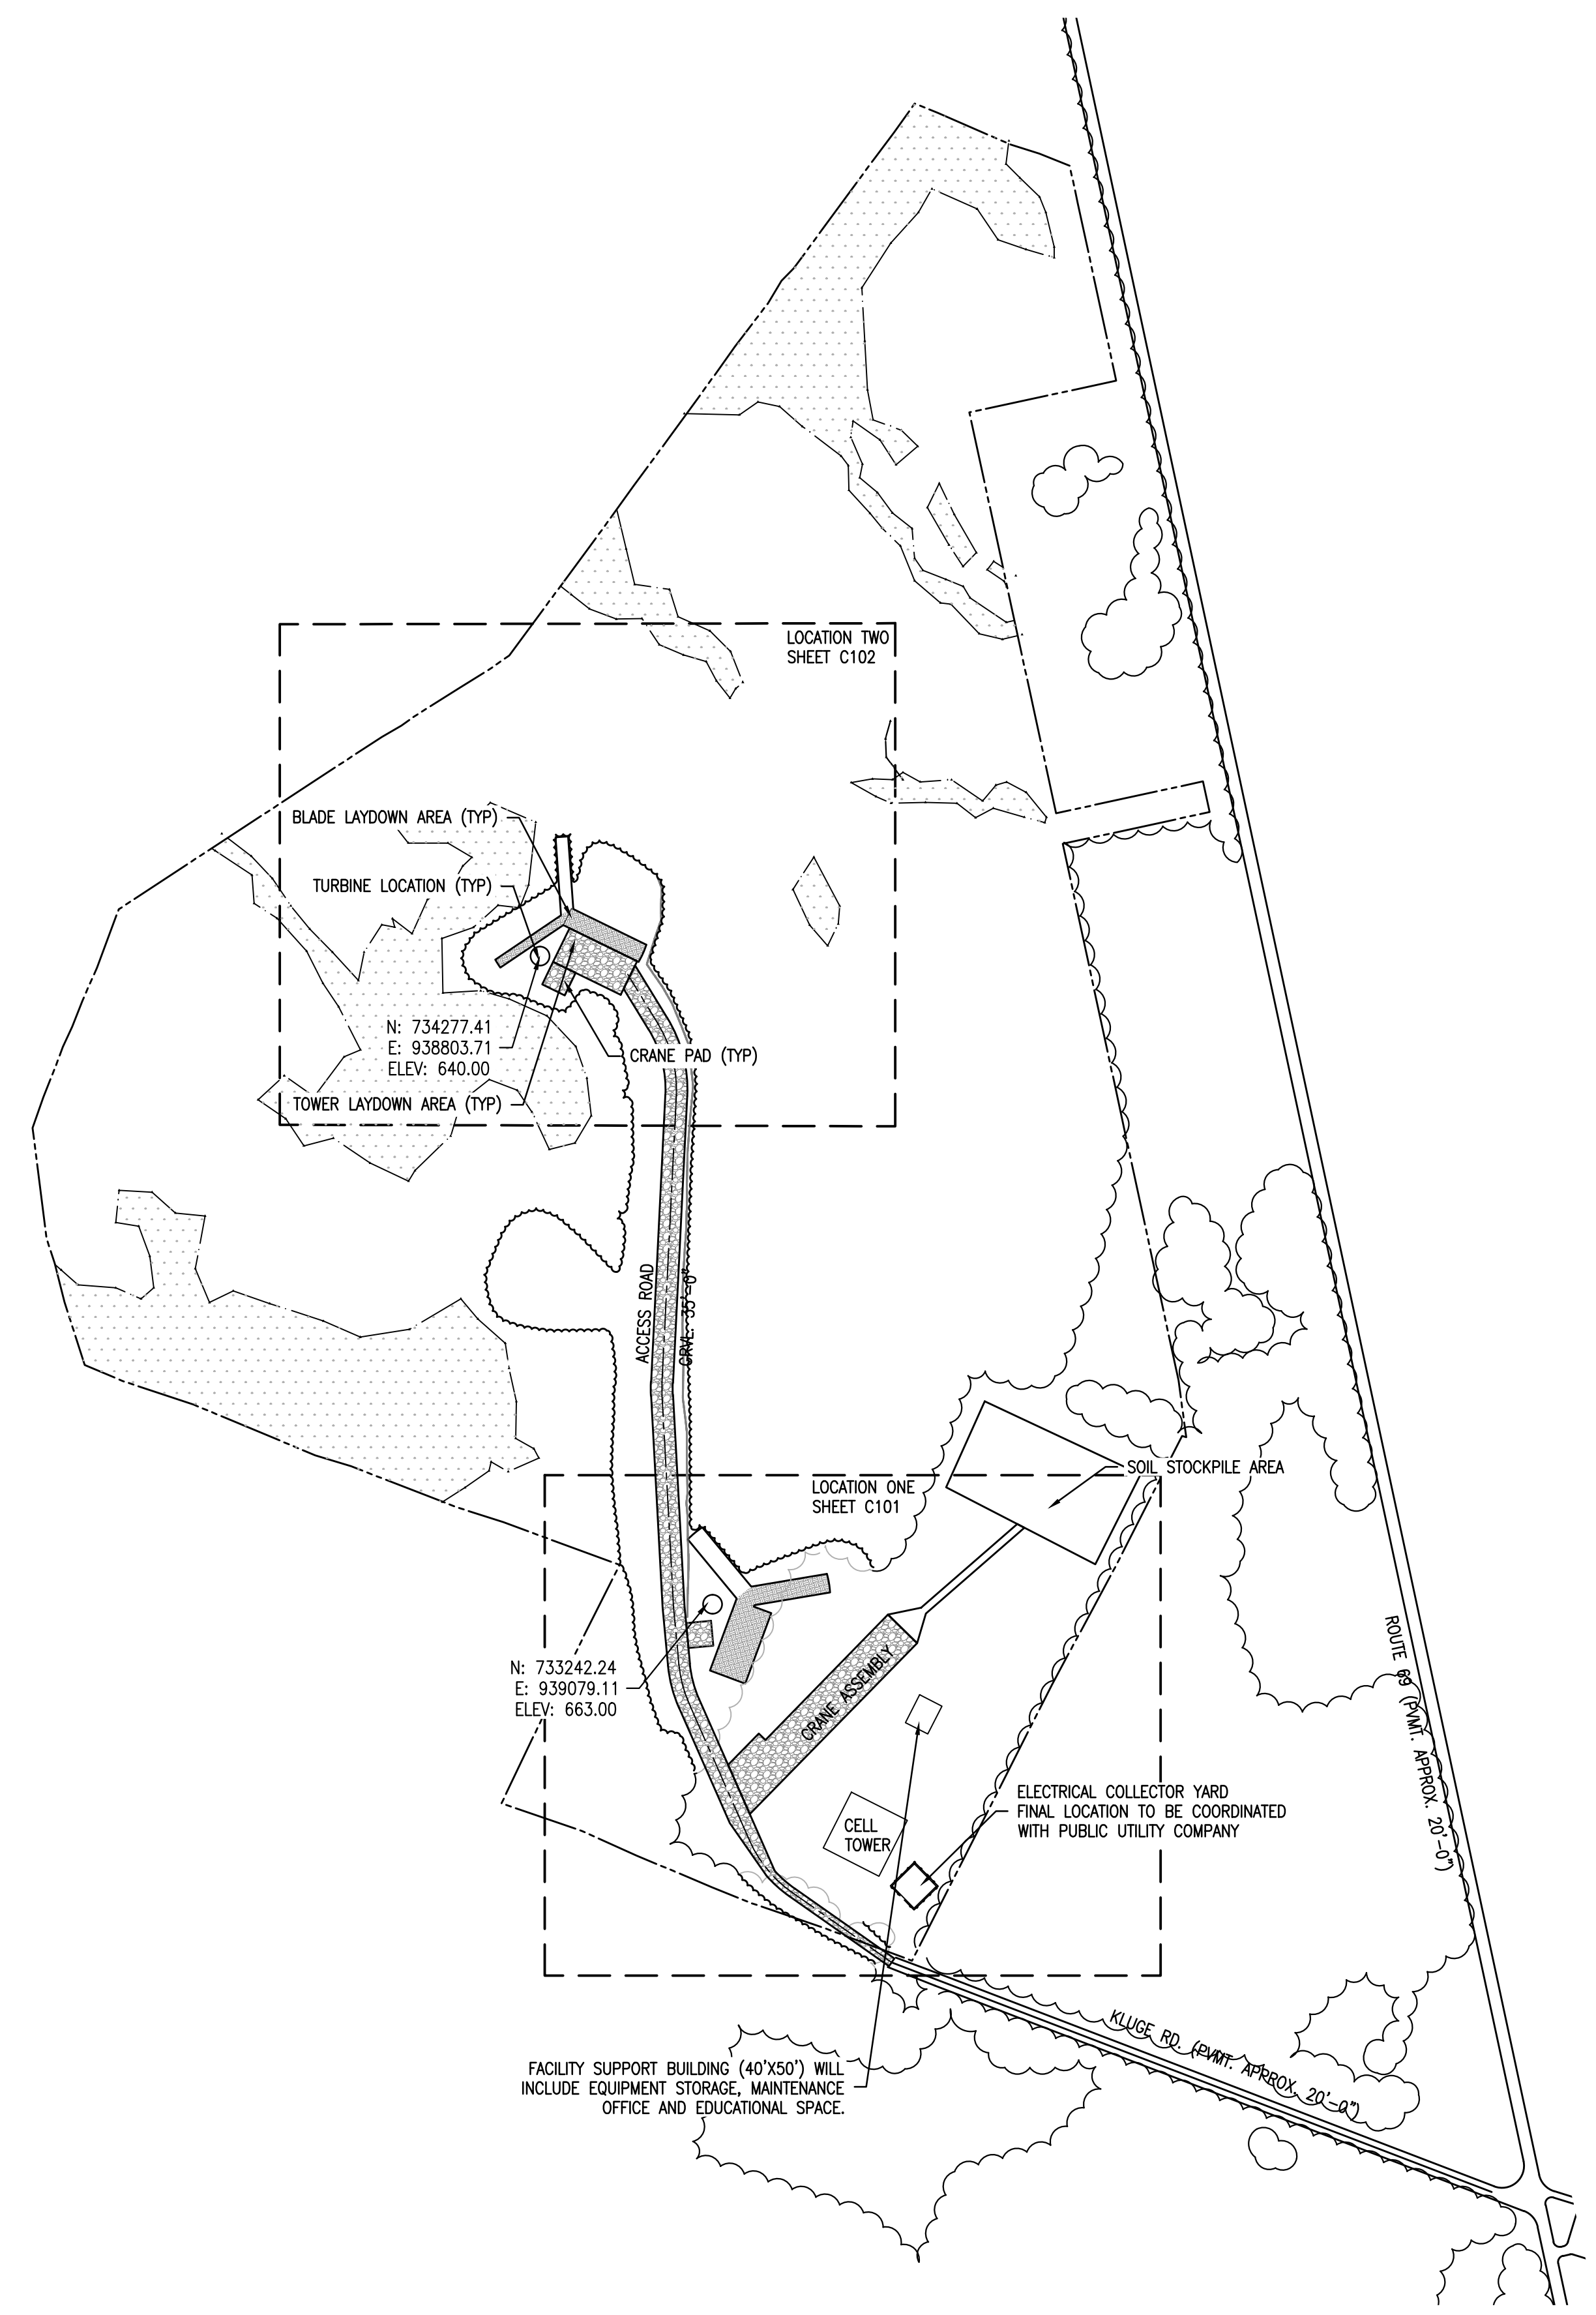 LOCATION TWO
SHEET C102
BLADE LAYDOWN AREA (TYP)
TURBINE LOCATION (TYP)
N: 734277.41
E: 938803.71
ELEV: 640.00
CRANE PAD (TYP)
TOWER LAYDOWN AREA (TYP)
ACCESS ROAD
GRVL. 35'-0"
SOIL STOCKPILE AREA
LOCATION ONE
SHEET C101
N: 733242.24
E: 939079.11
ELEV: 663.00
CRANE ASSEMBLY
ROUTE 69 (PVMT. APPROX. 20'-0")
ELECTRICAL COLLECTOR YARD
FINAL LOCATION TO BE COORDINATED
WITH PUBLIC UTILITY COMPANY
CELL
TOWER
KLUGE RD. (PVMT. APPROX. 20'-0")
FACILITY SUPPORT BUILDING (40'X50') WILL
INCLUDE EQUIPMENT STORAGE, MAINTENANCE
OFFICE AND EDUCATIONAL SPACE.